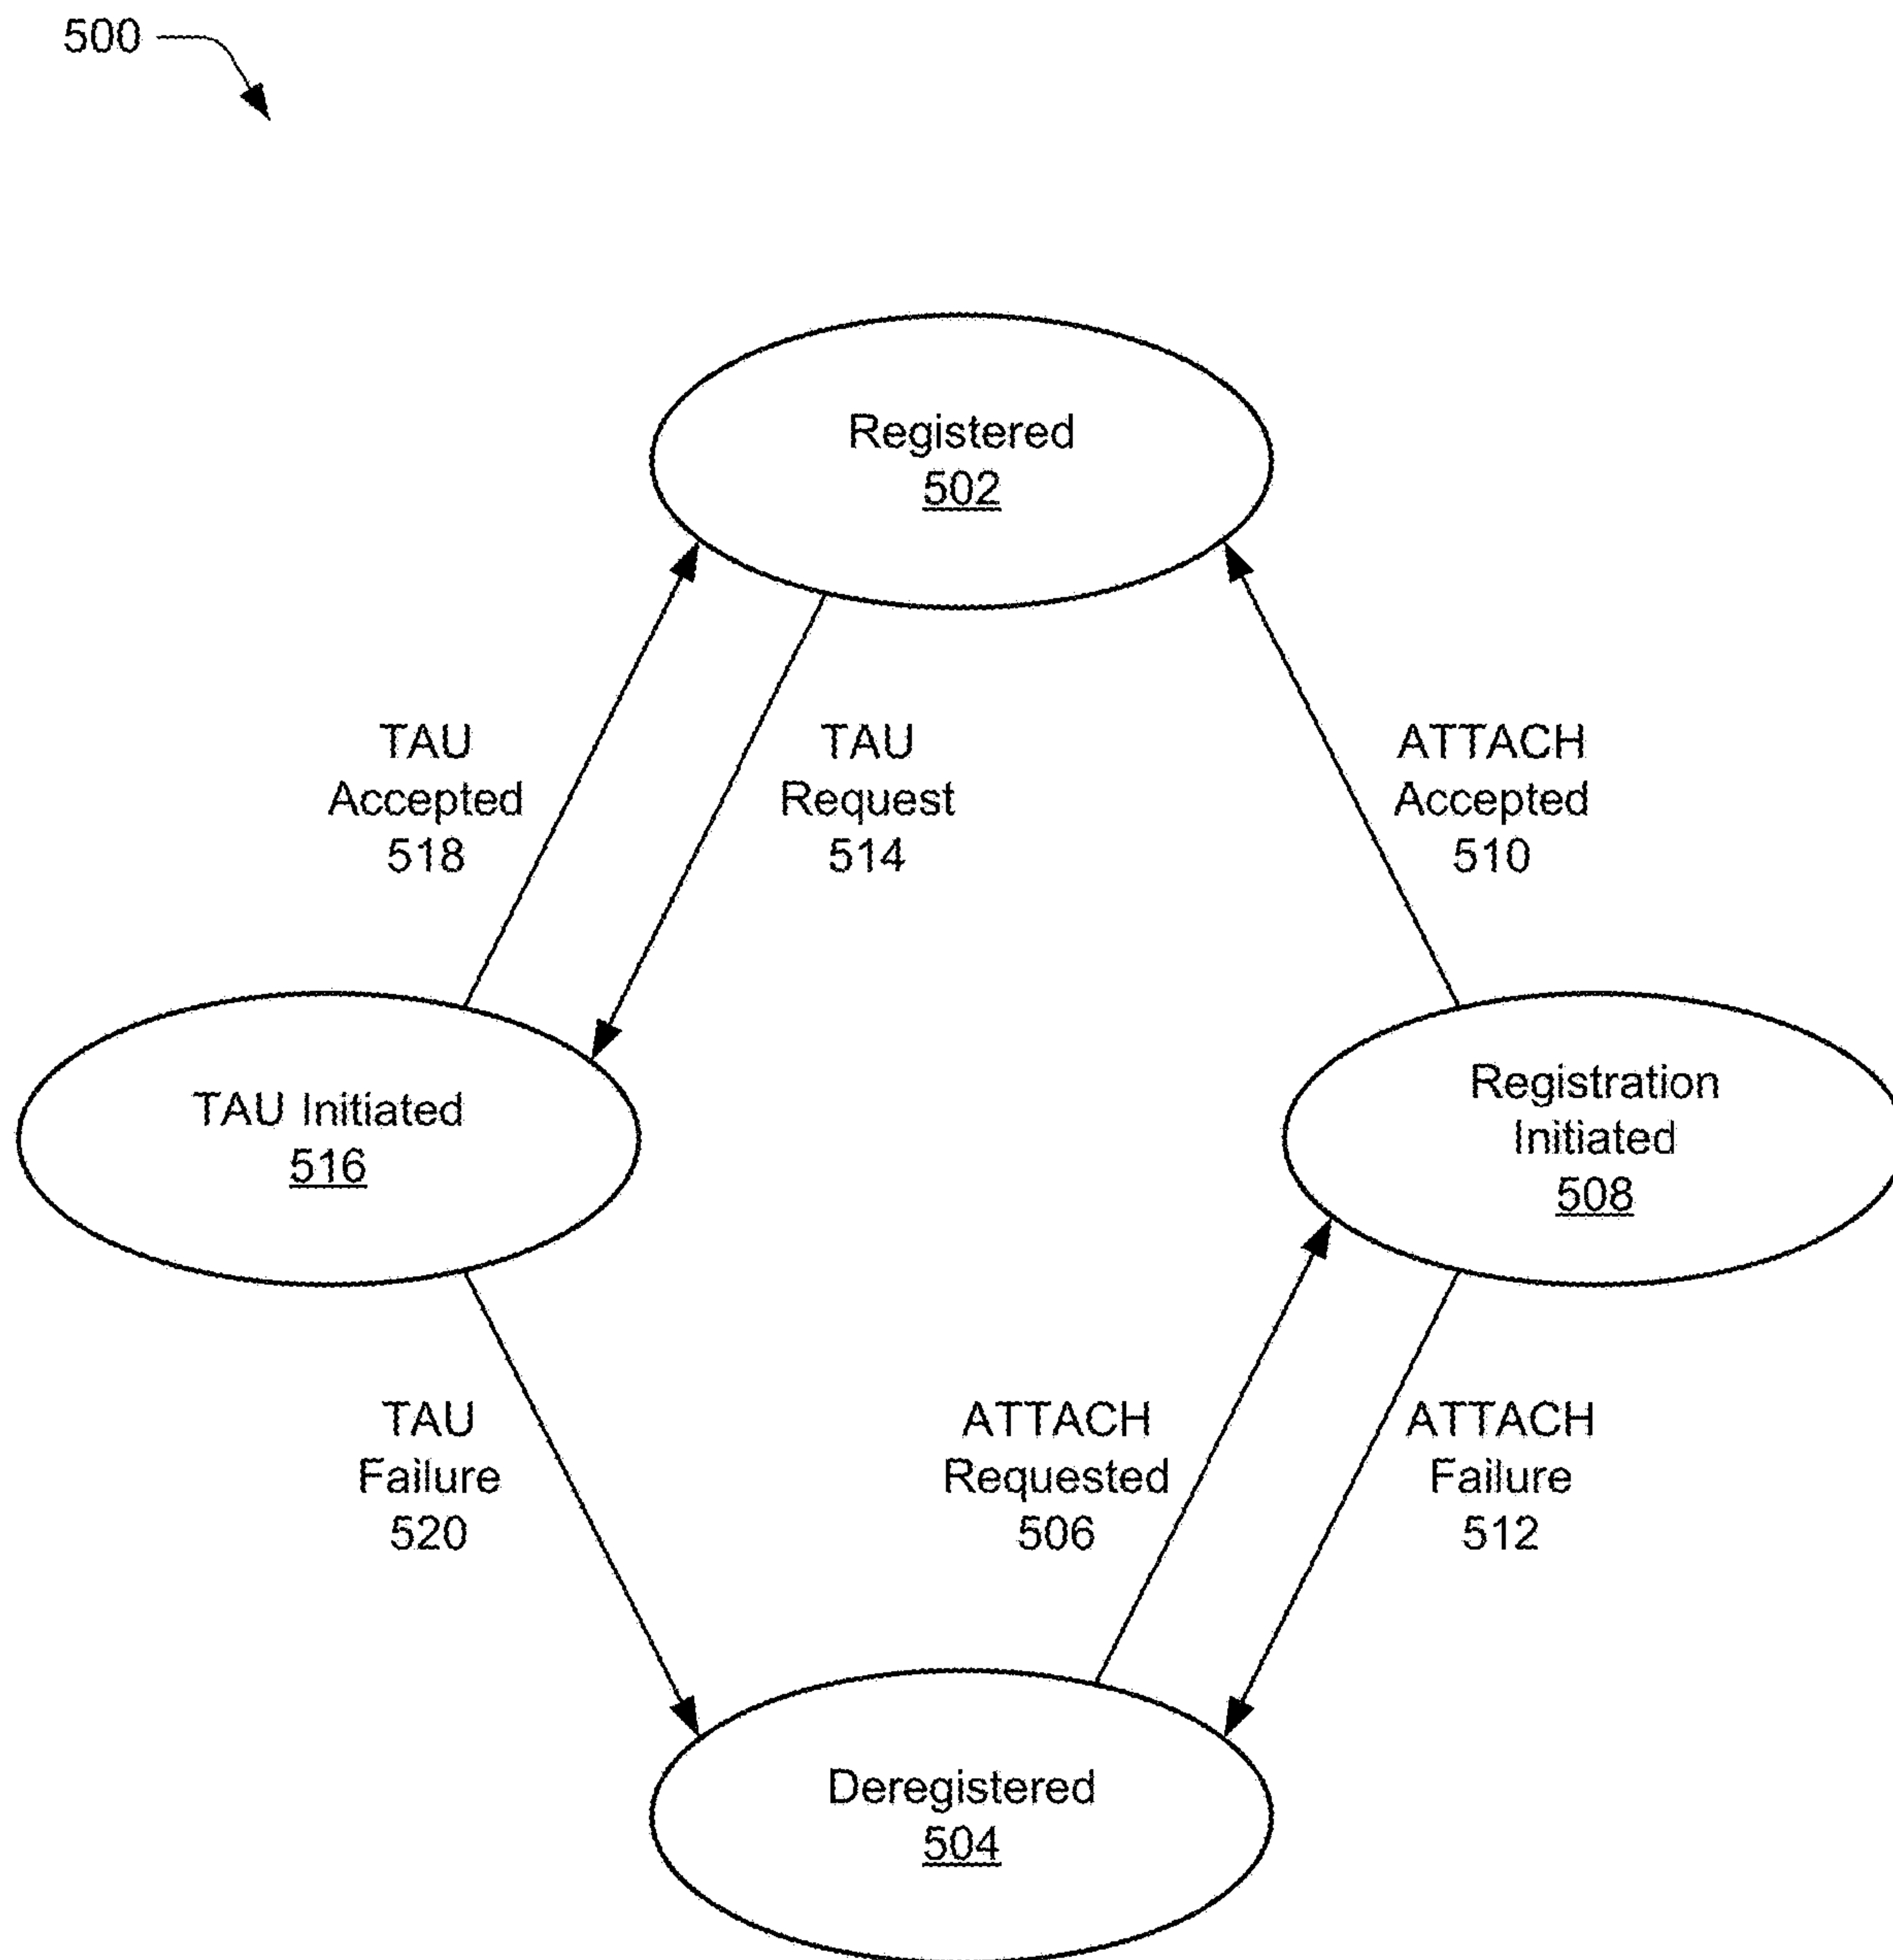 500
Registered
502
TAU
Accepted
518
TAU
Request
514
ATTACH
Accepted
510
TAU Initiated
516
Registration
Initiated
508
TAU
Failure
520
ATTACH
Requested
506
ATTACH
Failure
512
Deregistered
504